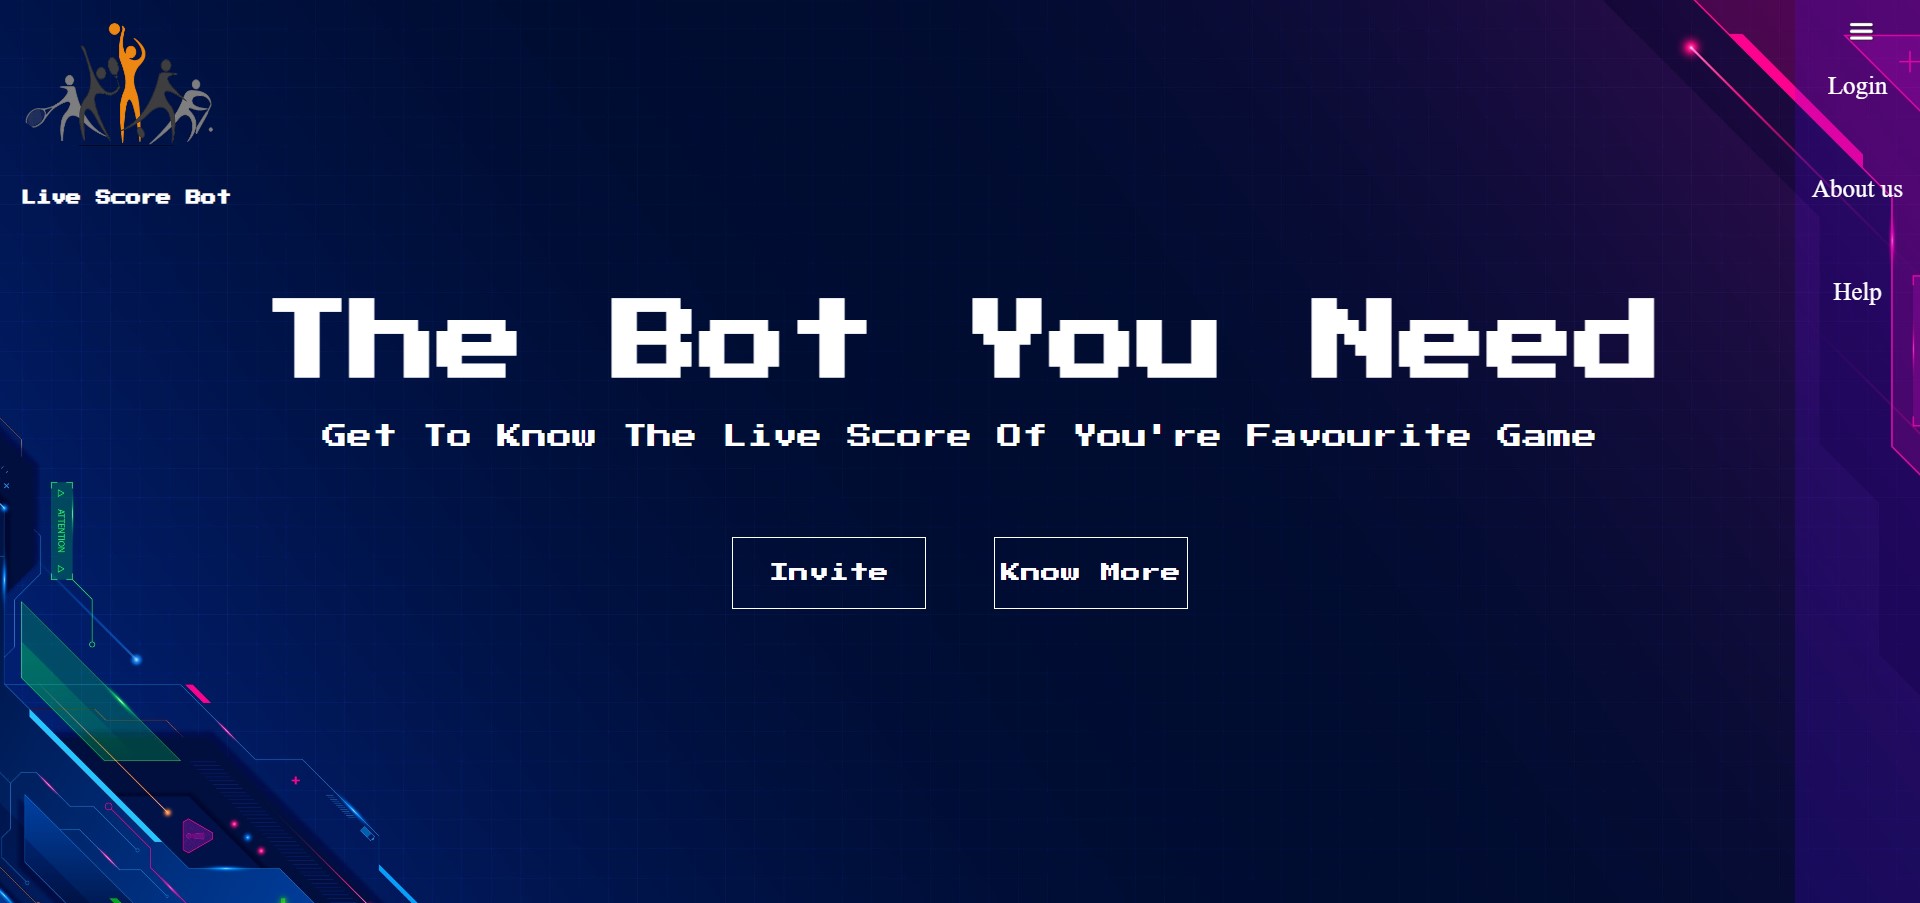 Login
About us
Help
Live Score Bot
The Bot You Need
Get To Know The Live Score Of You're Favourite Game
ATTENTION
Invite
Know More